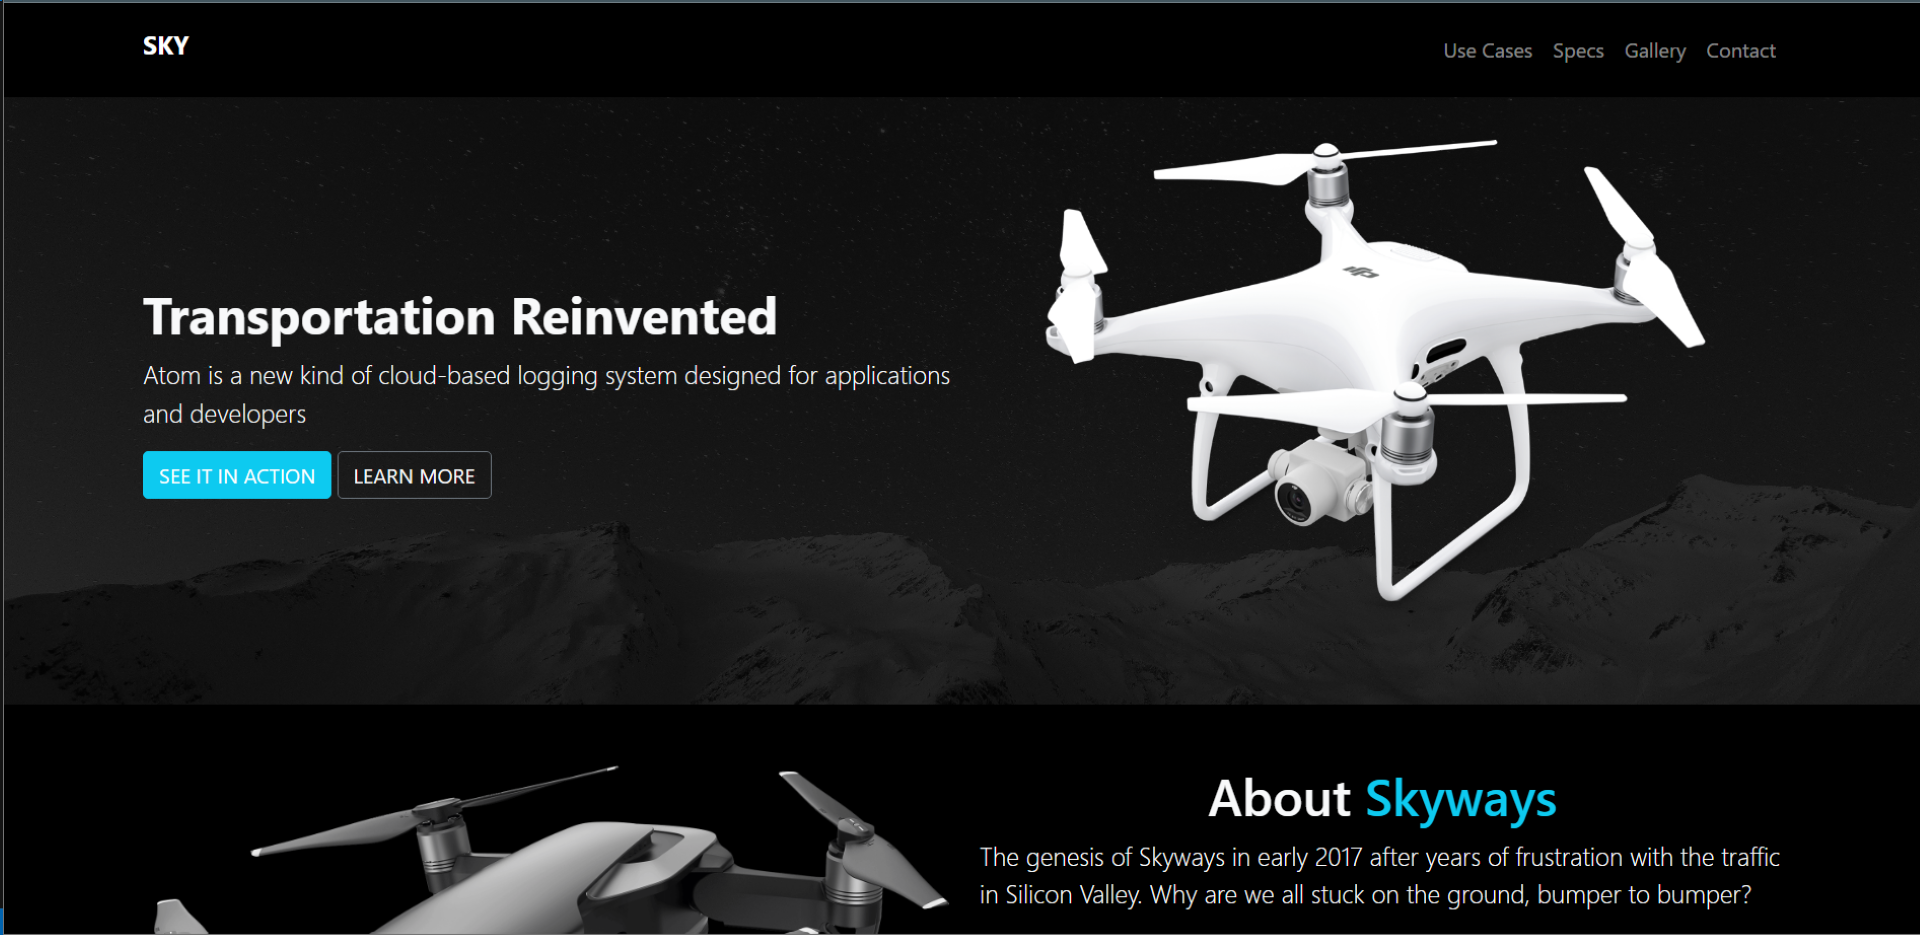 SKY
Use Cases Specs Gallery Contact
dji
Transportation Reinvented
Atom is a new kind of cloud-based logging system designed for applications
and developers
SEE IT IN ACTION LEARN MORE
About Skyways
The genesis of Skyways in early 2017 after years of frustration with the traffic
in Silicon Valley. Why are we all stuck on the ground, bumper to bumper?